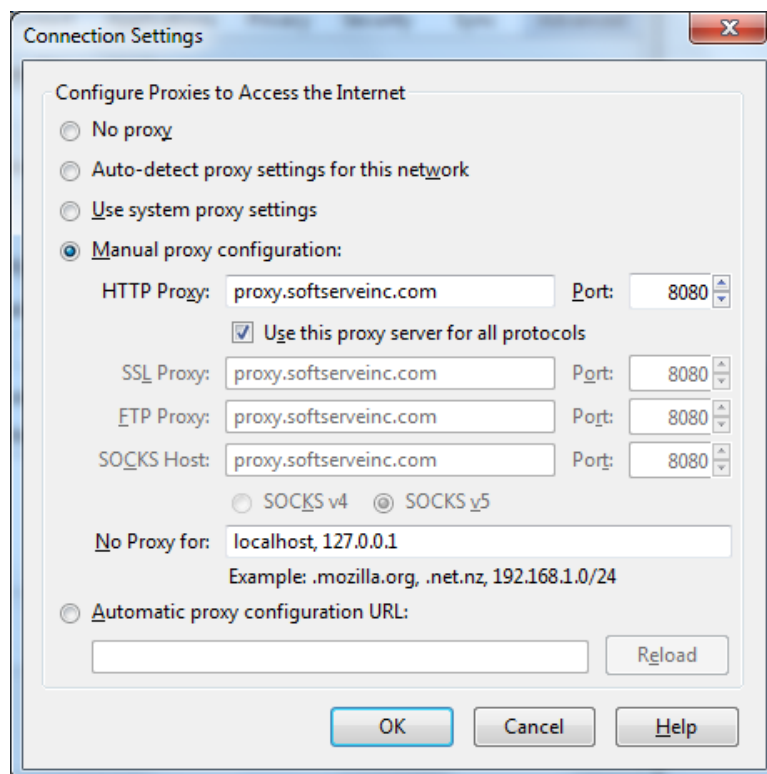 Connection Settings
Configure Proxies to Access the Internet
No proxy
Auto-detect proxy settings for this network
Use system proxy settings
Manual proxy configuration:
HTTP Proxy: proxy.softserveinc.com Port: 8080
Use this proxy server for all protocols
SSL Proxy: proxy.softserveinc.com Port: 8080
FTP Proxy: proxy.softserveinc.com Port: 8080
SOCKS Host: proxy.softserveinc.com Port: 8080
SOCKS v4 SOCKS v5
No Proxy for: localhost, 127.0.0.1
Example: .mozilla.org, .net.nz, 192.168.1.0/24
Automatic proxy configuration URL:
Reload
OK Cancel Help